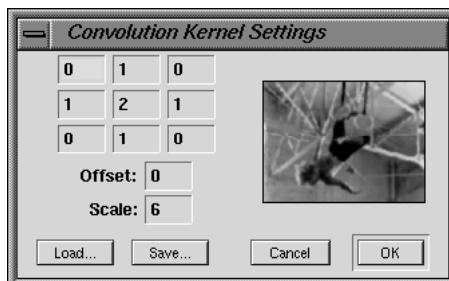 Convolution Kernel Settings
0 1 0
1 2 1
0 1 0
Offset: 0
Scale: 6
Load... Save... Cancel OK